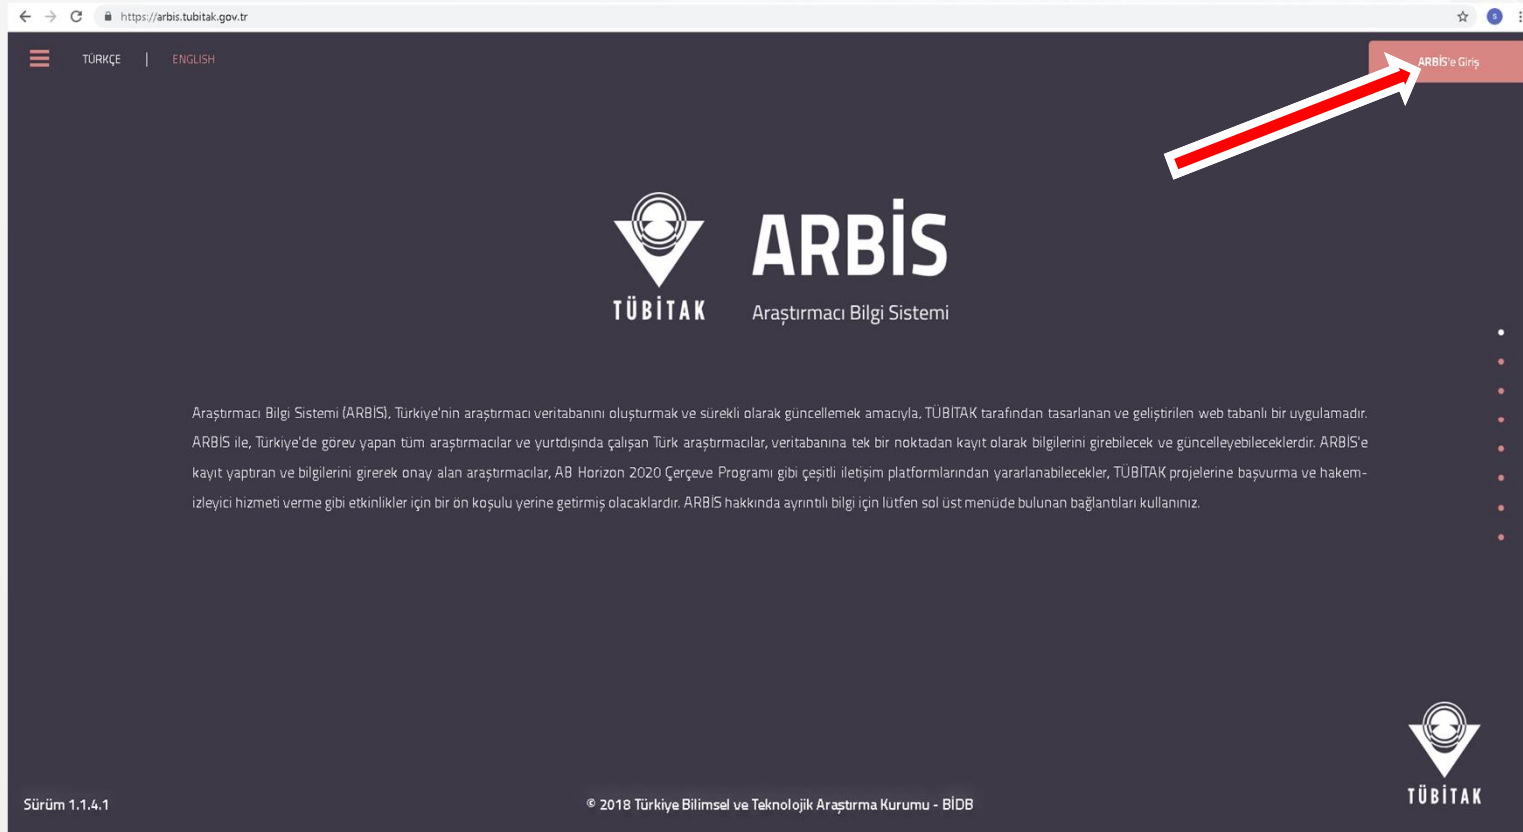 https://arbis.tubitak.gov.tr
S
TÜRKÇE | ENGLISH
ARBİS'e Giriş
ARBİS
TÜBİTAK
Araştırmacı Bilgi Sistemi
Araştırmacı Bilgi Sistemi (ARBİS), Türkiye'nin araştırmacı veritabanını oluşturmak ve sürekli olarak güncellemek amacıyla, TÜBİTAK tarafından tasarlanan ve geliştirilen web tabanlı bir uygulamadır.
ARBİS ile, Türkiye'de görev yapan tüm araştırmacılar ve yurtdışında çalışan Türk araştırmacılar, veritabanına tek bir noktadan kayıt olarak bilgilerini girebilecek ve güncelleyebileceklerdir. ARBİS'e
kayıt yaptıran ve bilgilerini girerek onay alan araştırmacılar, AB Horizon 2020 Çerçeve Programı gibi çeşitli iletişim platformlarından yararlanabilecekler, TÜBİTAK projelerine başvurma ve hakem-
izleyici hizmeti verme gibi etkinlikler için bir ön koşulu yerine getirmiş olacaklardır. ARBİS hakkında ayrıntılı bilgi için lütfen sol üst menüde bulunan bağlantıları kullanınız.
TÜBİTAK
Sürüm 1.1.4.1
© 2018 Türkiye Bilimsel ve Teknolojik Araştırma Kurumu - BİDB